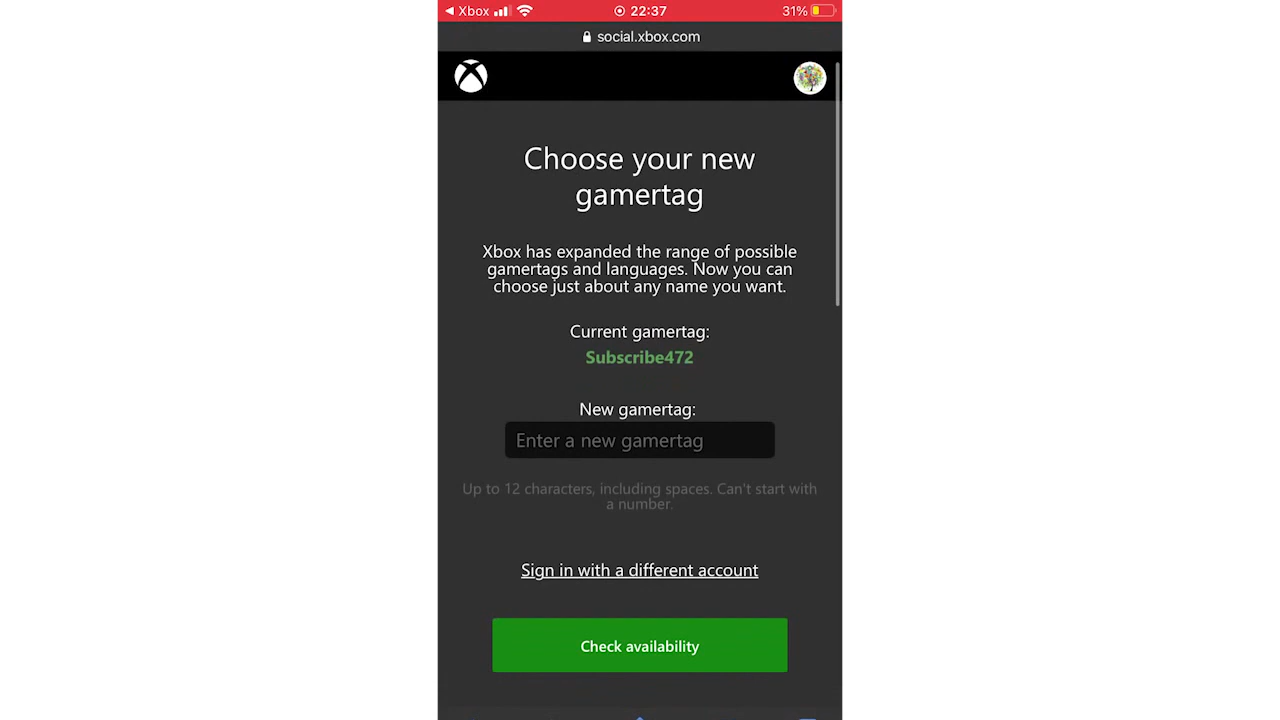 Xbox 22:37 31%
social.xbox.com
Choose your new
gamertag
Xbox has expanded the range of possible
gamertags and languages. Now you can
choose just about any name you want.
Current gamertag:
Subscribe472
New gamertag:
Enter a new gamertag
Up to 12 characters, including spaces. Can't start with
a number.
Sign in with a different account
Check availability